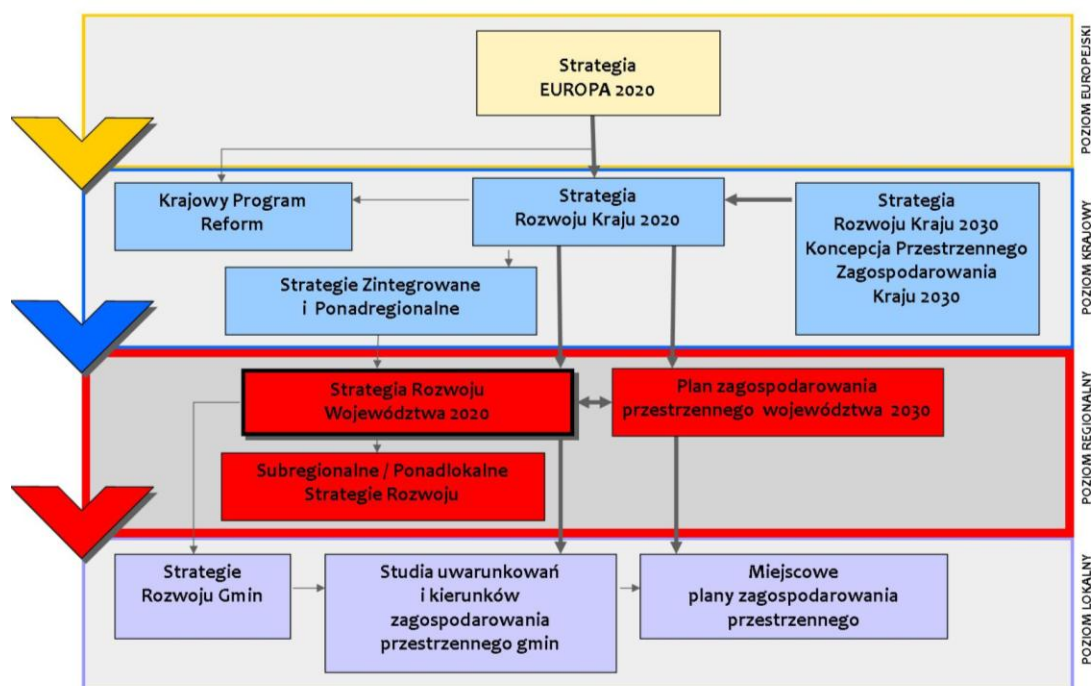 Strategia
EUROPA 2020
POZIOM EUROPEJSKI
Krajowy Program
Reform
Strategia
Rozwoju Kraju 2020
Strategia
Rozwoju Kraju 2030
Koncepcja Przestrzennego
Zagospodarowania
Kraju 2030
Strategie Zintegrowane
i Ponadregionalne
POZIOM KRAJOWY
Strategia Rozwoju
Województwa 2020
Plan zagospodarowania
przestrzennego województwa 2030
Subregionalne / Ponadlokalne
Strategie Rozwoju
POZIOM REGIONALNY
Strategie
Rozwoju Gmin
Studia uwarunkowań
i kierunków
zagospodarowania
przestrzennego gmin
Miejscowe
plany zagospodarowania
przestrzennego
POZIOM LOKALNY